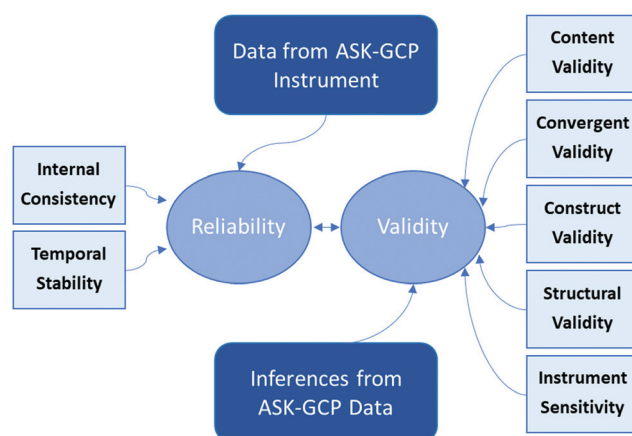 Data from ASK-GCP
Instrument
Internal
Consistency
Temporal
Stability
Reliability
Validity
Inferences from
ASK-GCP Data
Content
Validity
Convergent
Validity
Construct
Validity
Structural
Validity
Instrument
Sensitivity